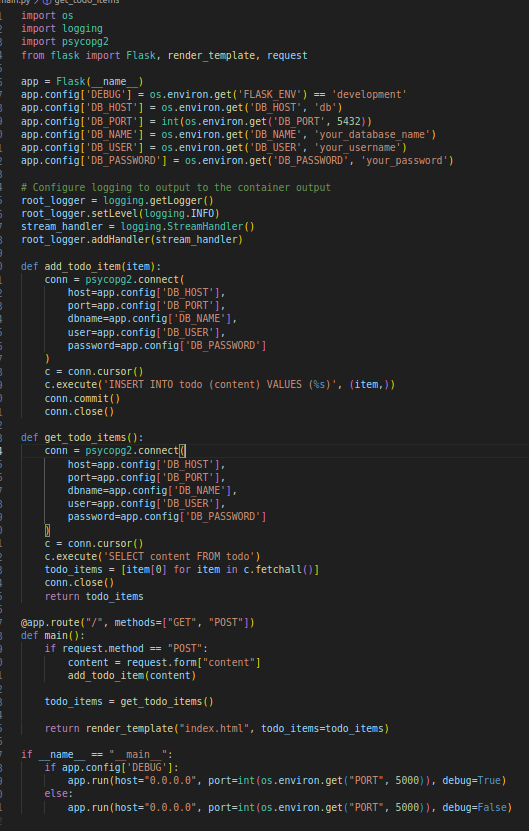 main.py > get_todo_items
import os
import logging
import psycopg2
from flask import Flask, render_template, request
app = Flask(__name__)
app.config['DEBUG'] = os.environ.get('FLASK_ENV') == 'development'
app.config['DB_HOST'] = os.environ.get('DB_HOST', 'db')
app.config['DB_PORT'] = int(os.environ.get('DB_PORT', 5432))
app.config['DB_NAME'] = os.environ.get('DB_NAME', 'your_database_name')
app.config['DB_USER'] = os.environ.get('DB_USER', 'your_username')
app.config['DB_PASSWORD'] = os.environ.get('DB_PASSWORD', 'your_password')
# Configure logging to output to the container output
root_logger = logging.getLogger()
root_logger.setLevel(logging.INFO)
stream_handler = logging.StreamHandler()
root_logger.addHandler(stream_handler)
def add_todo_item(item):
    conn = psycopg2.connect(
        host=app.config['DB_HOST'],
        port=app.config['DB_PORT'],
        dbname=app.config['DB_NAME'],
        user=app.config['DB_USER'],
        password=app.config['DB_PASSWORD']
    )
    c = conn.cursor()
    c.execute('INSERT INTO todo (content) VALUES (%s)', (item,))
    conn.commit()
    conn.close()
def get_todo_items():
    conn = psycopg2.connect(
        host=app.config['DB_HOST'],
        port=app.config['DB_PORT'],
        dbname=app.config['DB_NAME'],
        user=app.config['DB_USER'],
        password=app.config['DB_PASSWORD']
    )
    c = conn.cursor()
    c.execute('SELECT content FROM todo')
    todo_items = [item[0] for item in c.fetchall()]
    conn.close()
    return todo_items
@app.route("/", methods=["GET", "POST"])
def main():
    if request.method == "POST":
        content = request.form["content"]
        add_todo_item(content)
    todo_items = get_todo_items()
    return render_template("index.html", todo_items=todo_items)
if __name__ == "__main__":
    if app.config['DEBUG']:
        app.run(host="0.0.0.0", port=int(os.environ.get("PORT", 5000)), debug=True)
    else:
        app.run(host="0.0.0.0", port=int(os.environ.get("PORT", 5000)), debug=False)